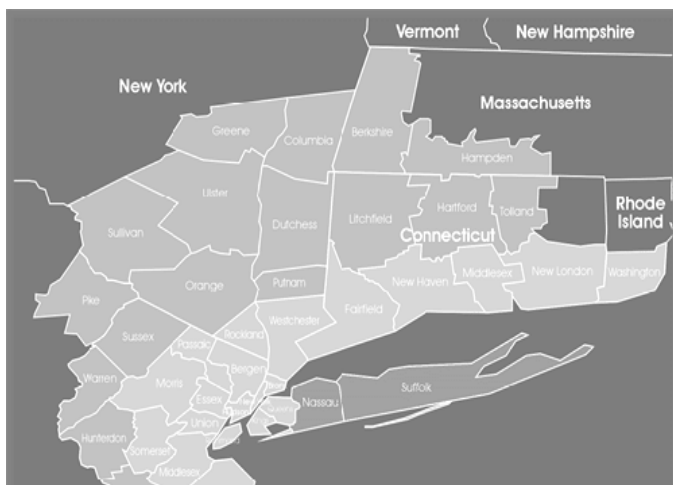 Vermont
New Hampshire
New York
Massachusetts
Greene
Columbia
Berkshire
Hampden
Ulster
Litchfield
Hartford
Tolland
Rhode
Island
Sullivan
Dutchess
Connecticut
Middlesex
New London
Washington
New Haven
Putnam
Orange
Pike
Fairfield
Westchester
Rockland
Sussex
Passaic
Bergen
Warren
Morris
Essex
Nassau
Suffolk
Union
Hunterdon
Somerset
Middlesex